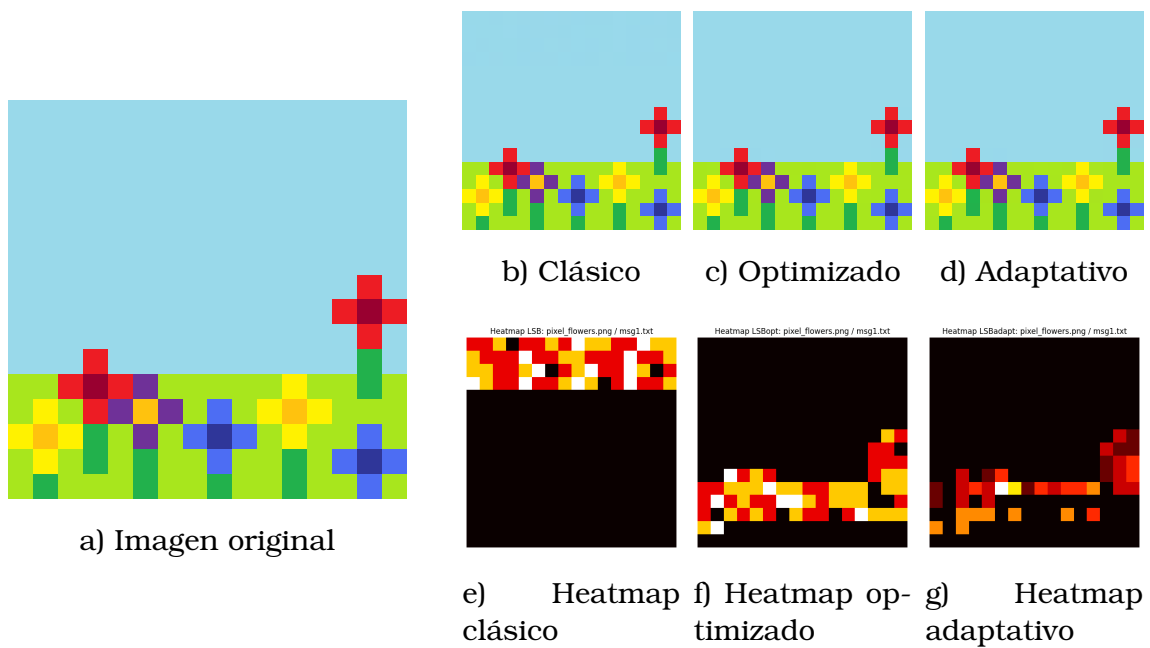 a) Imagen original
b) Clásico
c) Optimizado
d) Adaptativo
Heatmap LSB: pixel_flowers.png / msg1.txt
Heatmap LSBopt: pixel_flowers.png / msg1.txt
Heatmap LSBadapt: pixel_flowers.png / msg1.txt
e) Heatmap
clásico
f) Heatmap op-
timizado
g) Heatmap
adaptativo